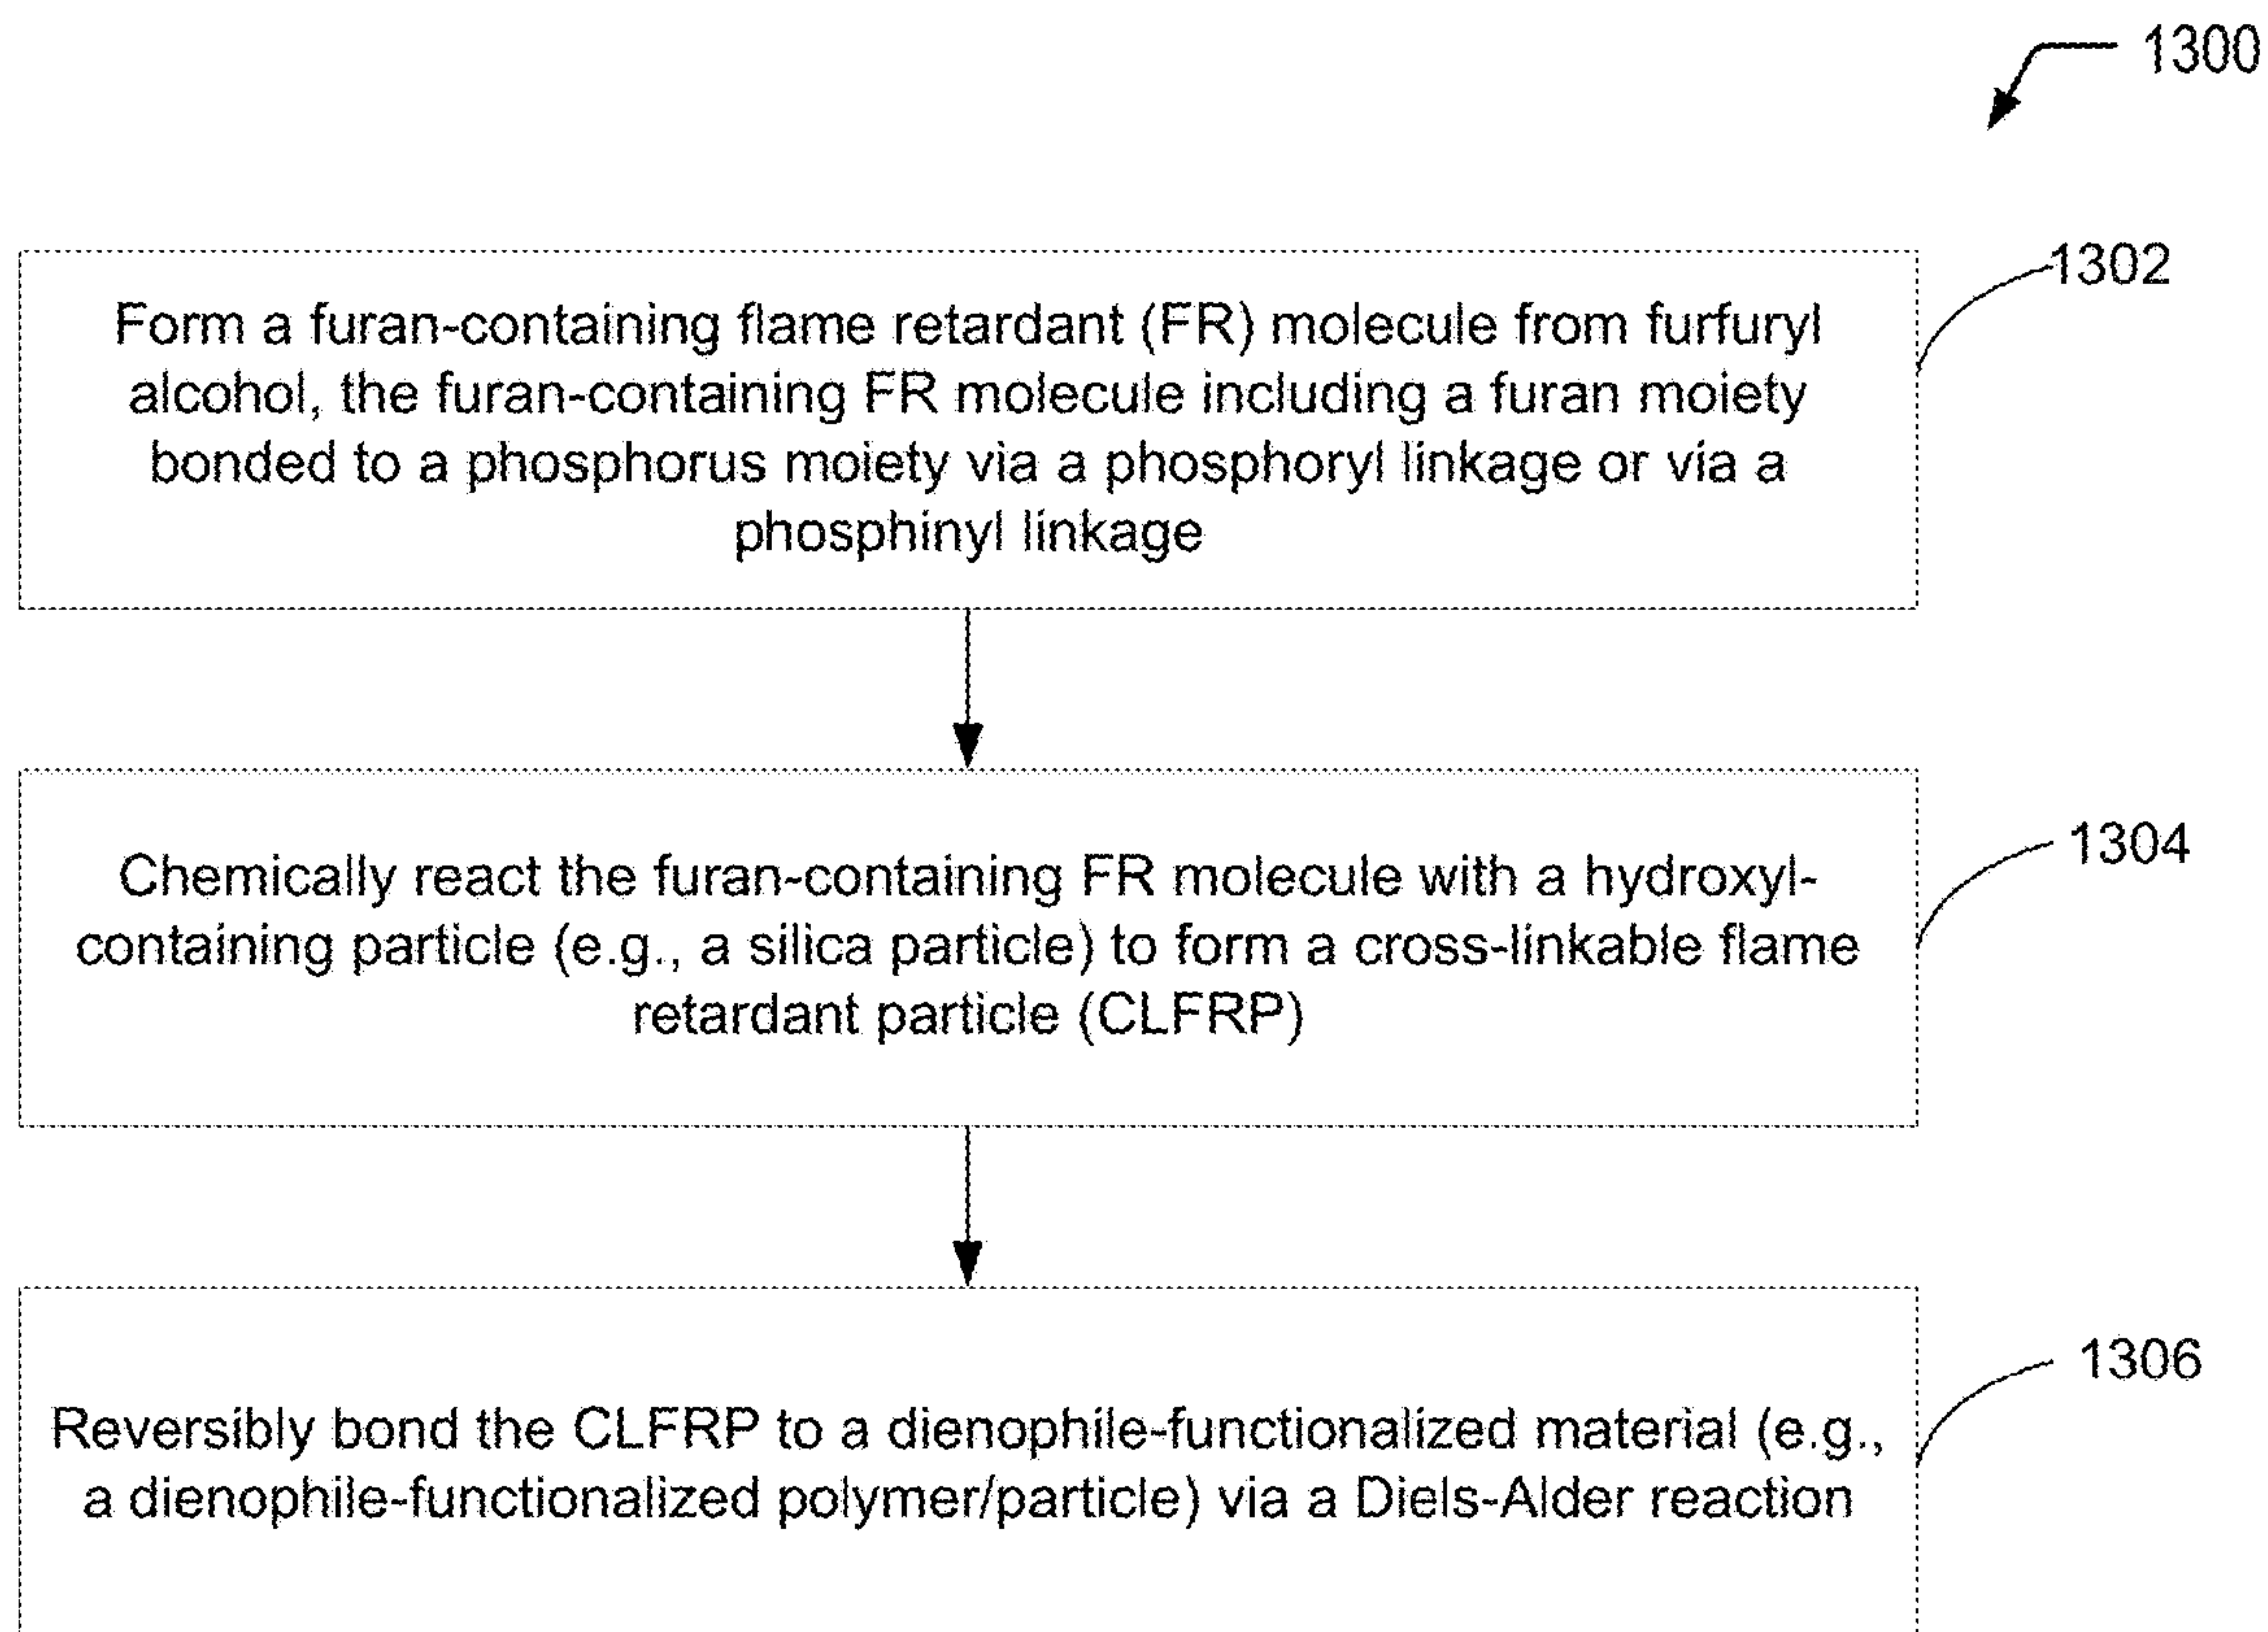 1300
1302
Form a furan-containing flame retardant (FR) molecule from furfuryl
alcohol, the furan-containing FR molecule including a furan moiety
bonded to a phosphorus moiety via a phosphoryl linkage or via a
phosphinyl linkage
1304
Chemically react the furan-containing FR molecule with a hydroxyl-
containing particle (e.g., a silica particle) to form a cross-linkable flame
retardant particle (CLFRP)
1306
Reversibly bond the CLFRP to a dienophile-functionalized material (e.g.,
a dienophile-functionalized polymer/particle) via a Diels-Alder reaction